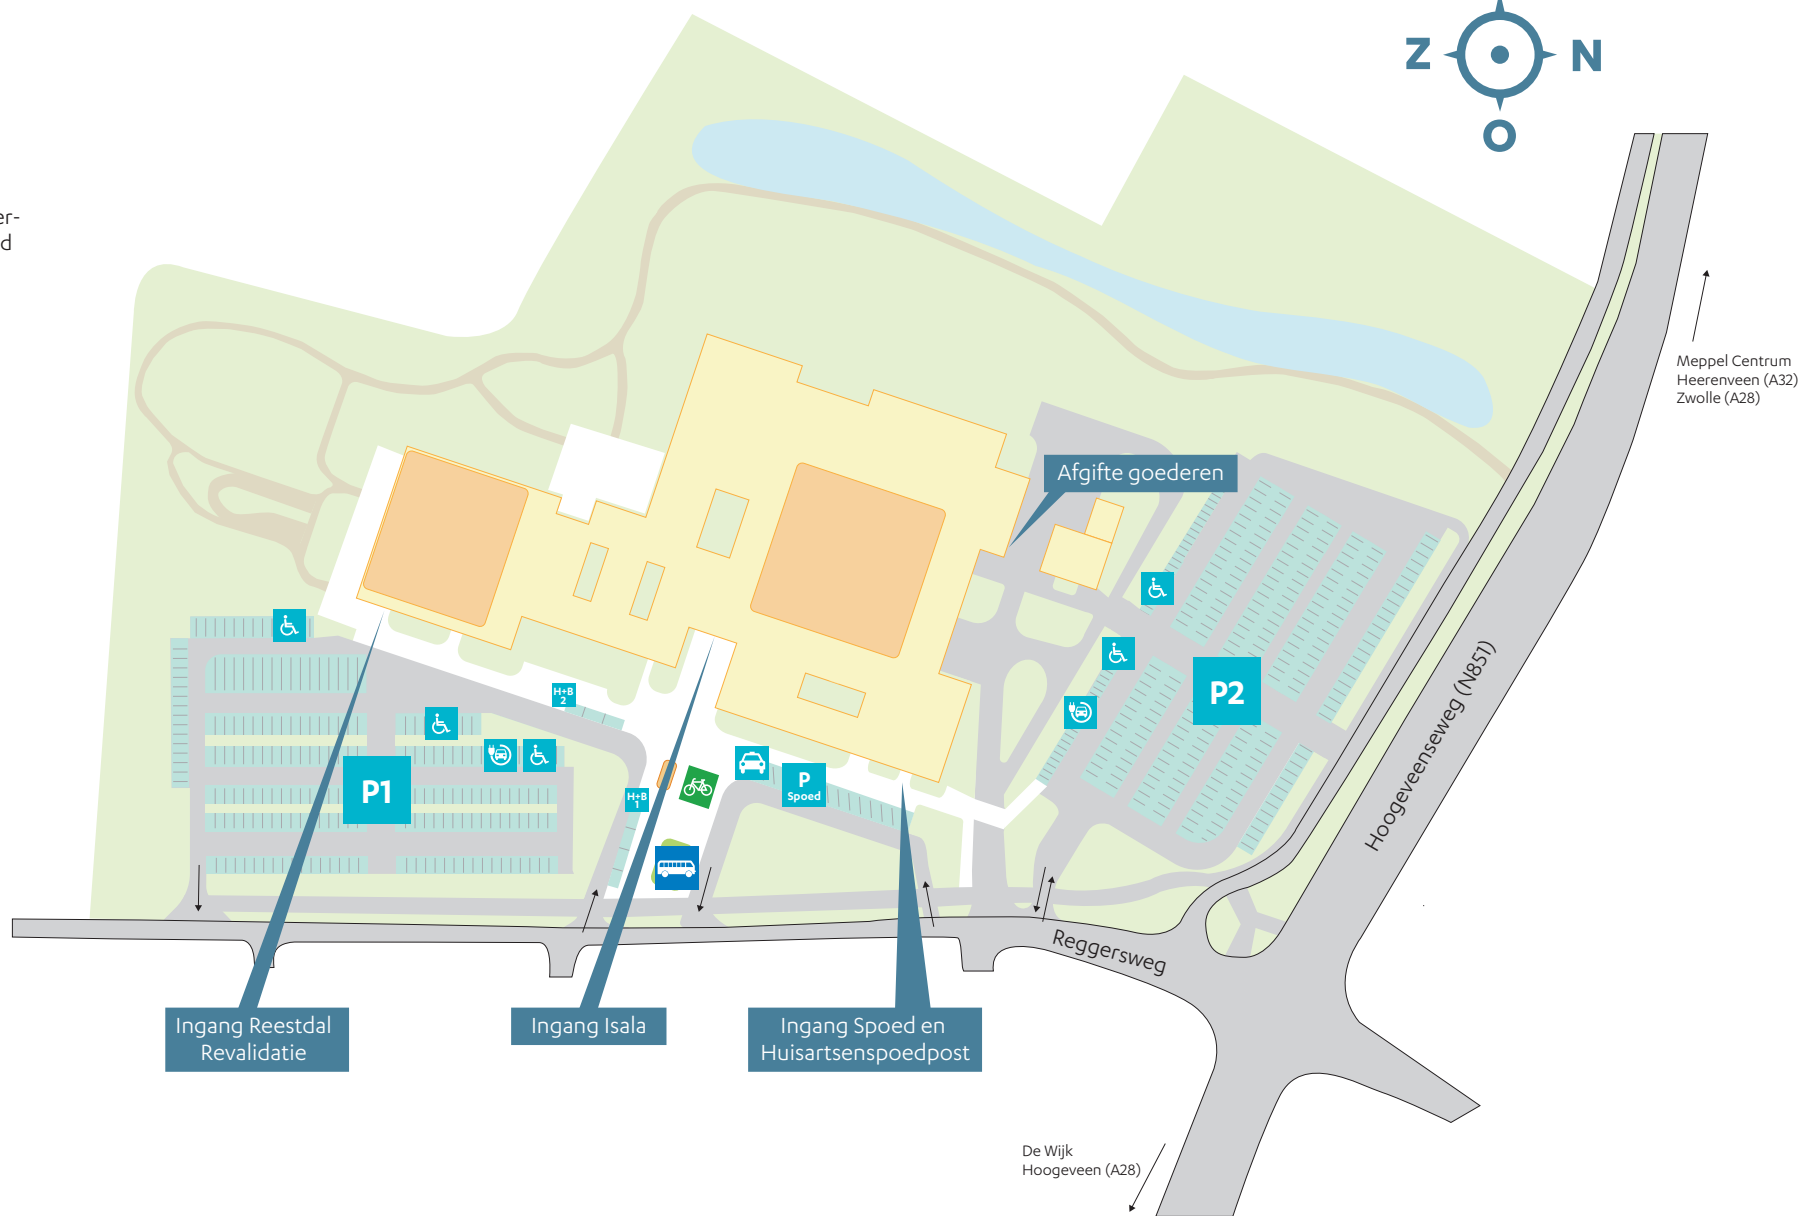 Z
N
O
er-
d
Meppel Centrum
Heerenveen (A32)
Zwolle (A28)
Afgifte goederen
Hoogeveenseweg (N851)
P2
H+B
2
P
Spoed
P1
H+B
1
Reggersweg
Ingang Reestdal
Revalidatie
Ingang Isala
Ingang Spoed en
Huisartsenspoedpost
De Wijk
Hoogeveen (A28)